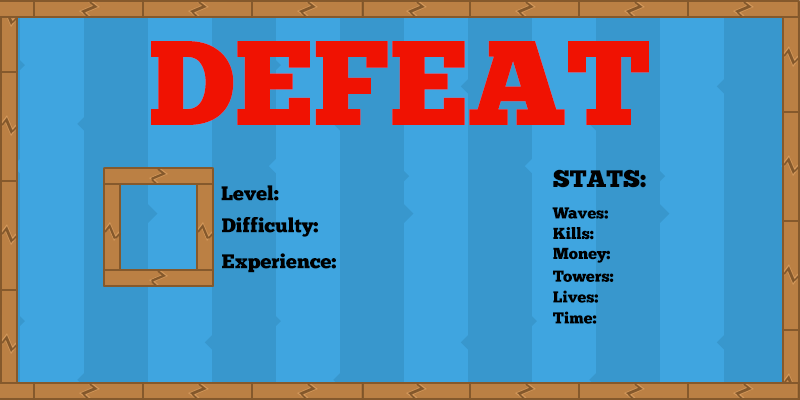 DEFEAT
Level:
Difficulty:
Experience:
STATS:
Waves:
Kills:
Money:
Towers:
Lives:
Time: